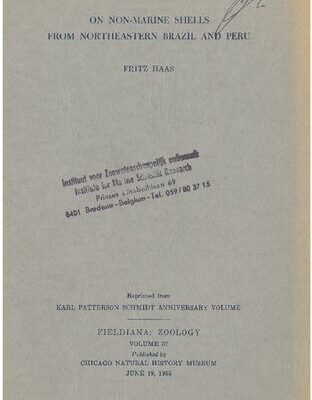 ON NON-MARINE SHELLS
FROM NORTHEASTERN BRAZIL AND PERU
FRITZ HAAS
Instituut voor Zeewetenschappelijk onderzoek
Institute for Marine Scientific Research
Prinses Elisabethlaan 69
8401 Bredene - Belgium - Tel. 059/80 37 15
Reprinted from
KARL PATTERSON SCHMIDT ANNIVERSARY VOLUME
FIELDIANA: ZOOLOGY
VOLUME 37
Published by
CHICAGO NATURAL HISTORY MUSEUM
JUNE 19, 1955